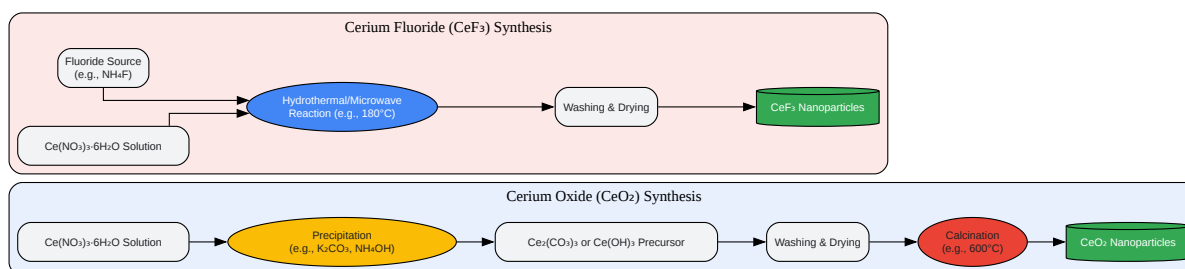 Cerium Fluoride (CeF₃) Synthesis
Fluoride Source
(e.g., NH₄F)
Hydrothermal/Microwave
Reaction (e.g., 180°C)
Washing & Drying
CeF₃ Nanoparticles
Ce(NO₃)₃·6H₂O Solution
Cerium Oxide (CeO₂) Synthesis
Ce(NO₃)₃·6H₂O Solution
Precipitation
(e.g., K₂CO₃, NH₄OH)
Ce₂(CO₃)₃ or Ce(OH)₃ Precursor
Washing & Drying
Calcination
(e.g., 600°C)
CeO₂ Nanoparticles